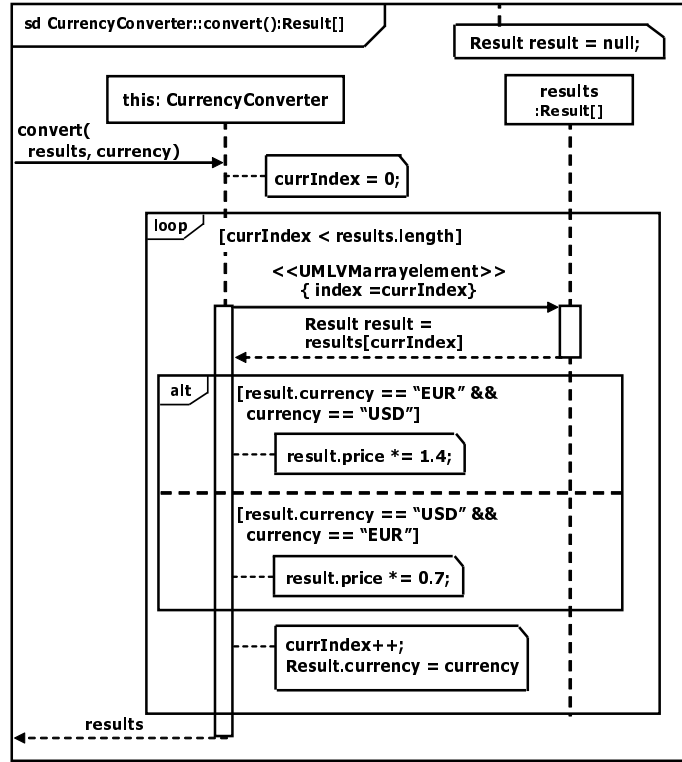 sd CurrencyConverter::convert():Result[]
Result result = null;
this: CurrencyConverter
results
:Result[]
convert(
results, currency)
currIndex = 0;
loop
[currIndex < results.length]
<<UMLVMarrayelement>>
{ index =currIndex}
Result result =
results[currIndex]
alt
[result.currency == “EUR” &&
currency == “USD”]
result.price *= 1.4;
[result.currency == “USD” &&
currency == “EUR”]
result.price *= 0.7;
currIndex++;
Result.currency = currency
results